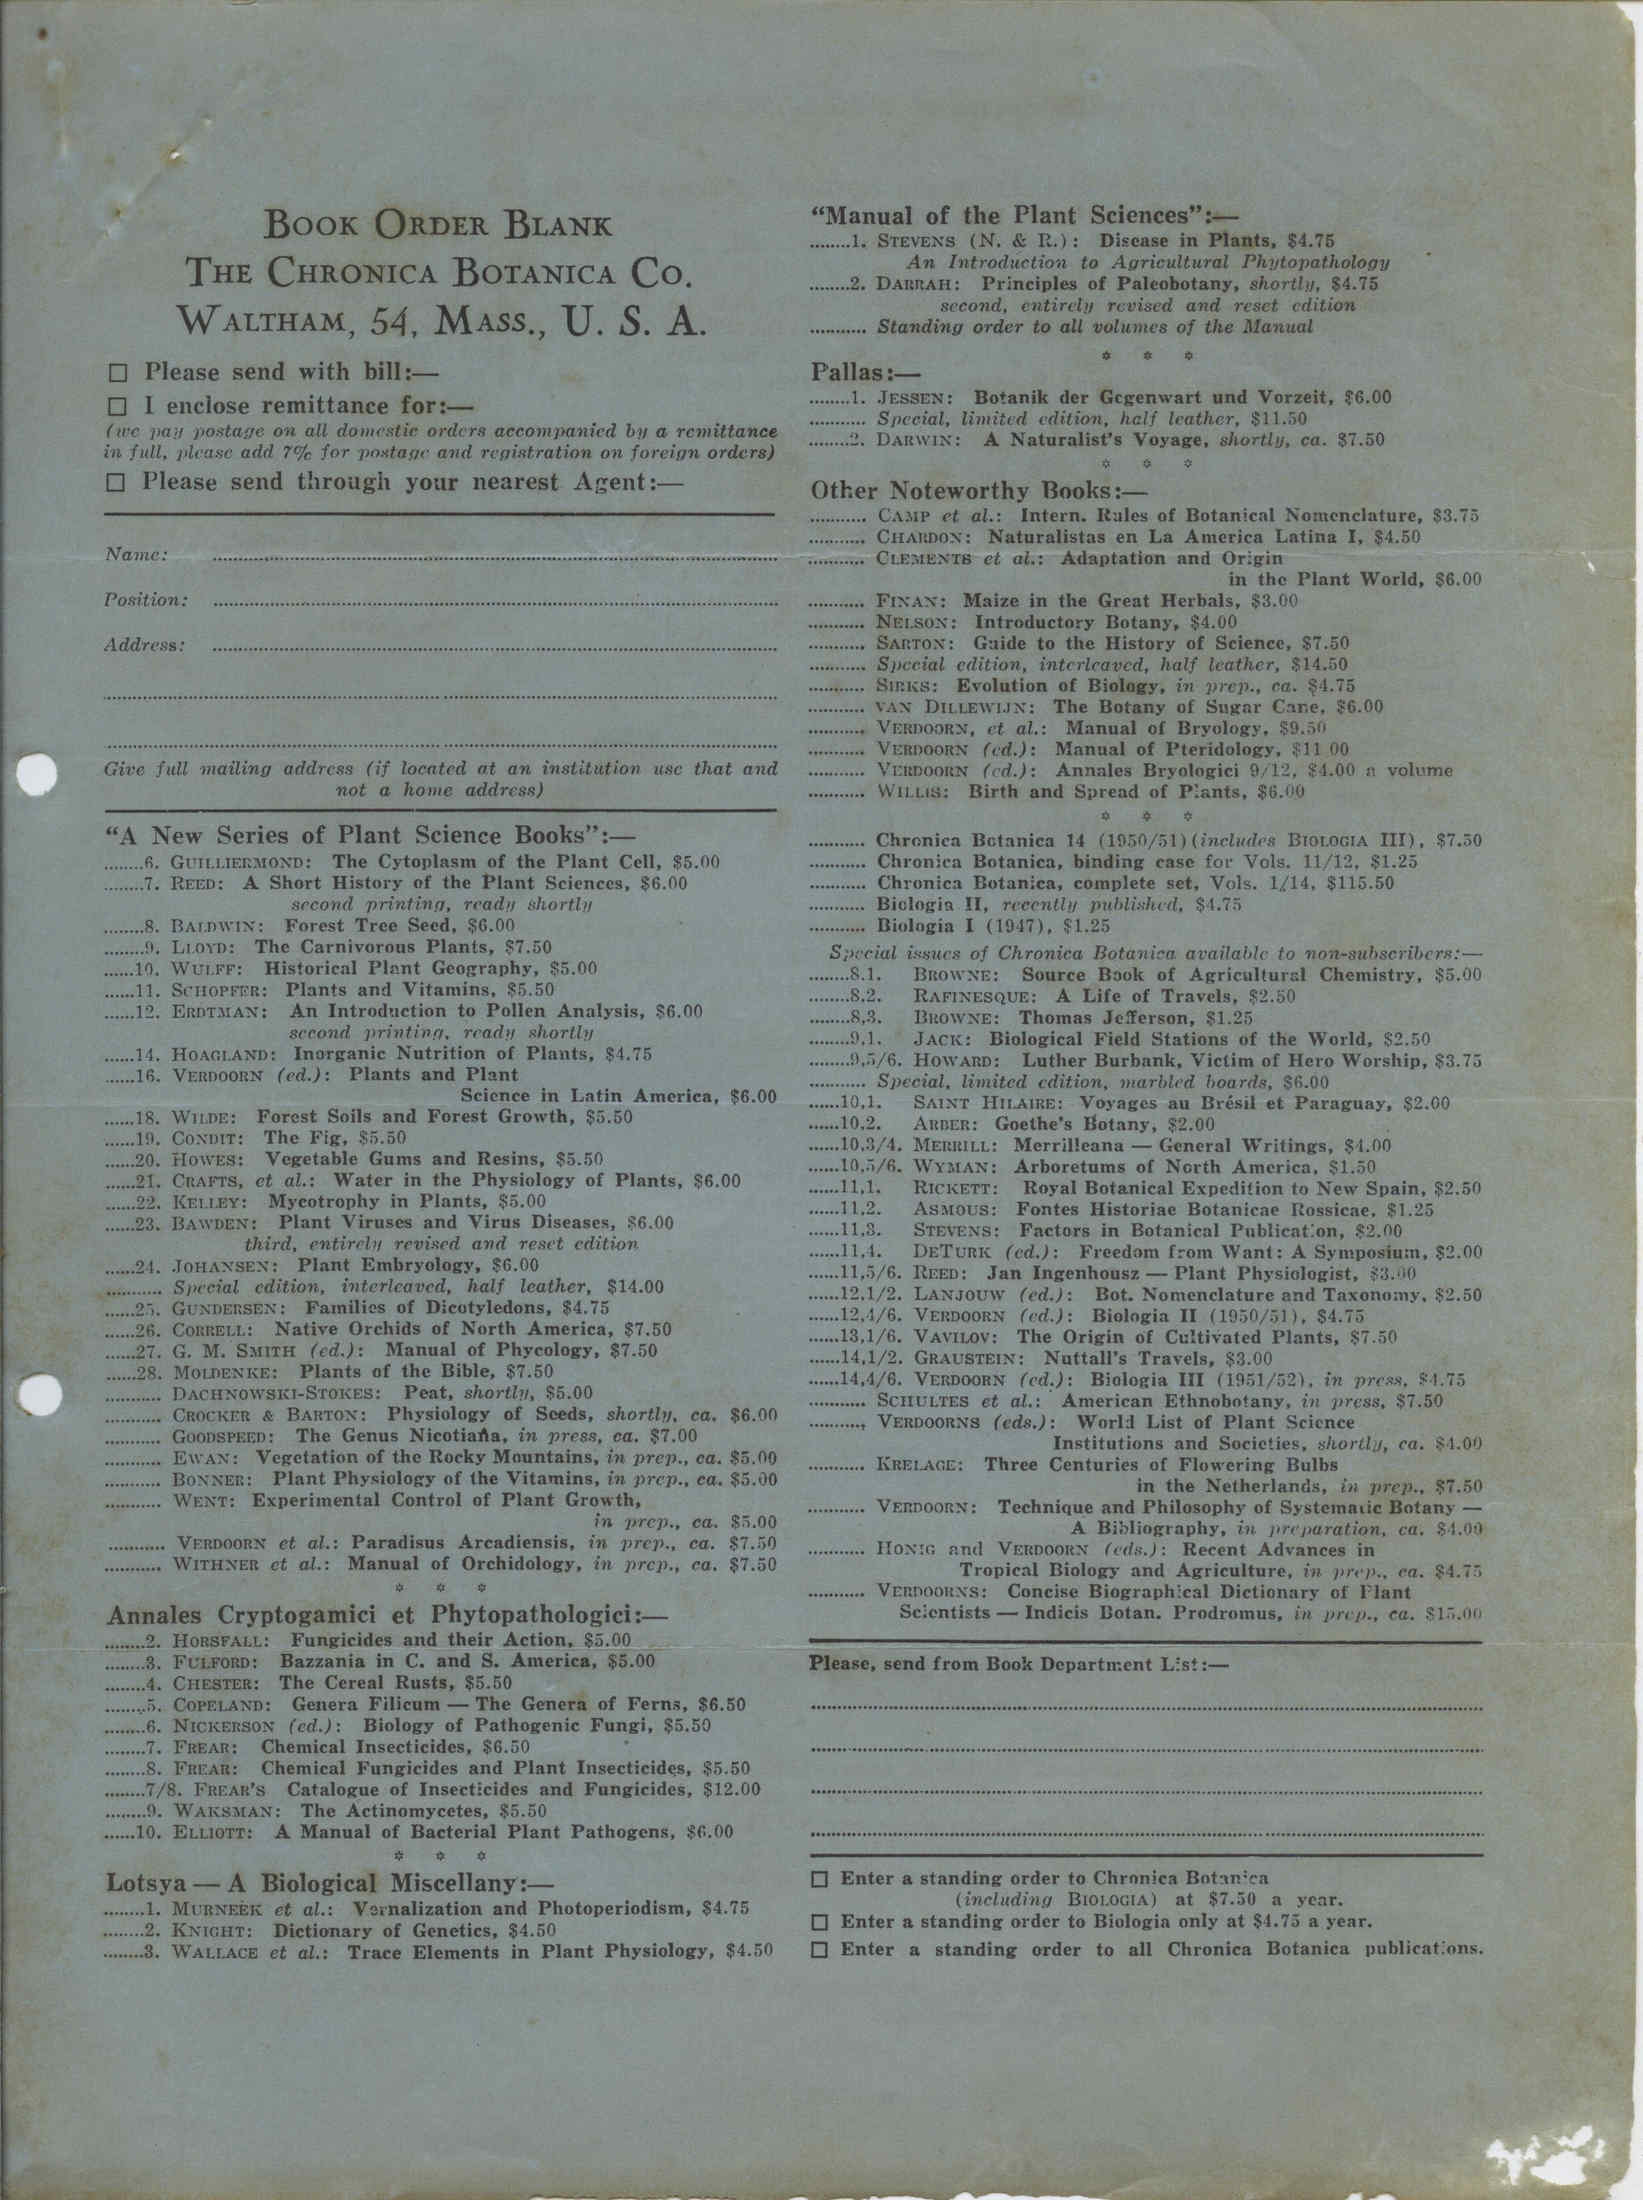 BOOK ORDER BLANK
THE CHRONICA BOTANICA CO.
WALTHAM, 54, MASS., U. S. A.
☐ Please send with bill:—
☐ I enclose remittance for:—
(we pay postage on all domestic orders accompanied by a remittance
in full, please add 7% for postage and registration on foreign orders)
☐ Please send through your nearest Agent:—
Name:
Position:
Address:
Give full mailing address (if located at an institution use that and
not a home address)
“A New Series of Plant Science Books”:—
........6. GUILLIERMOND: The Cytoplasm of the Plant Cell, $5.00
........7. REED: A Short History of the Plant Sciences, $6.00
second printing, ready shortly
........8. BALDWIN: Forest Tree Seed, $6.00
........9. LLOYD: The Carnivorous Plants, $7.50
......10. WULFF: Historical Plant Geography, $5.00
......11. SCHOPFER: Plants and Vitamins, $5.50
......12. ERDTMAN: An Introduction to Pollen Analysis, $6.00
second printing, ready shortly
......14. HOAGLAND: Inorganic Nutrition of Plants, $4.75
......16. VERDOORN (ed.): Plants and Plant
Science in Latin America, $6.00
......18. WILDE: Forest Soils and Forest Growth, $5.50
......19. CONDIT: The Fig, $5.50
......20. HOWES: Vegetable Gums and Resins, $5.50
......21. CRAFTS, et al.: Water in the Physiology of Plants, $6.00
......22. KELLEY: Mycotrophy in Plants, $5.00
......23. BAWDEN: Plant Viruses and Virus Diseases, $6.00
third, entirely revised and reset edition
......24. JOHANSEN: Plant Embryology, $6.00
........... Special edition, interleaved, half leather, $14.00
......25. GUNDERSEN: Families of Dicotyledons, $4.75
......26. CORRELL: Native Orchids of North America, $7.50
......27. G. M. SMITH (ed.): Manual of Phycology, $7.50
......28. MOLDENKE: Plants of the Bible, $7.50
........... DACHNOWSKI-STOKES: Peat, shortly, $5.00
........... CROCKER & BARTON: Physiology of Seeds, shortly, ca. $6.00
........... GOODSPEED: The Genus Nicotiana, in press, ca. $7.00
........... EWAN: Vegetation of the Rocky Mountains, in prep., ca. $5.00
........... BONNER: Plant Physiology of the Vitamins, in prep., ca. $5.00
........... WENT: Experimental Control of Plant Growth,
in prep., ca. $5.00
........... VERDOORN et al.: Paradisus Arcadiensis, in prep., ca. $7.50
........... WITHNER et al.: Manual of Orchidology, in prep., ca. $7.50
* * *
Annales Cryptogamici et Phytopathologici:—
........2. HORSFALL: Fungicides and their Action, $5.00
........3. FULFORD: Bazzania in C. and S. America, $5.00
........4. CHESTER: The Cereal Rusts, $5.50
........5. COPELAND: Genera Filicum — The Genera of Ferns, $6.50
........6. NICKERSON (ed.): Biology of Pathogenic Fungi, $5.50
........7. FREAR: Chemical Insecticides, $6.50
........8. FREAR: Chemical Fungicides and Plant Insecticides, $5.50
........7/8. FREAR'S Catalogue of Insecticides and Fungicides, $12.00
........9. WAKSMAN: The Actinomycetes, $5.50
......10. ELLIOTT: A Manual of Bacterial Plant Pathogens, $6.00
* * *
Lotsya — A Biological Miscellany:—
........1. MURNEEK et al.: Vernalization and Photoperiodism, $4.75
........2. KNIGHT: Dictionary of Genetics, $4.50
........3. WALLACE et al.: Trace Elements in Plant Physiology, $4.50
“Manual of the Plant Sciences”:—
........1. STEVENS (N. & R.): Disease in Plants, $4.75
An Introduction to Agricultural Phytopathology
........2. DARRAH: Principles of Paleobotany, shortly, $4.75
second, entirely revised and reset edition
........... Standing order to all volumes of the Manual
* * *
Pallas:—
........1. JESSEN: Botanik der Gegenwart und Vorzeit, $6.00
........... Special, limited edition, half leather, $11.50
........2. DARWIN: A Naturalist's Voyage, shortly, ca. $7.50
* * *
Other Noteworthy Books:—
........... CAMP et al.: Intern. Rules of Botanical Nomenclature, $3.75
........... CHARDON: Naturalistas en La America Latina I, $4.50
........... CLEMENTS et al.: Adaptation and Origin
in the Plant World, $6.00
........... FINAN: Maize in the Great Herbals, $3.00
........... NELSON: Introductory Botany, $4.00
........... SARTON: Guide to the History of Science, $7.50
........... Special edition, interleaved, half leather, $14.50
........... SIRKS: Evolution of Biology, in prep., ca. $4.75
........... VAN DILLEWIJN: The Botany of Sugar Cane, $6.00
........... VERDOORN, et al.: Manual of Bryology, $9.50
........... VERDOORN (ed.): Manual of Pteridology, $11.00
........... VERDOORN (ed.): Annales Bryologici 9/12, $4.00 a volume
........... WILLIS: Birth and Spread of Plants, $6.00
* * *
........... Chronica Botanica 14 (1950/51) (includes BIOLOGIA III), $7.50
........... Chronica Botanica, binding case for Vols. 11/12, $1.25
........... Chronica Botanica, complete set, Vols. 1/14, $115.50
........... Biologia II, recently published, $4.75
........... Biologia I (1947), $1.25
Special issues of Chronica Botanica available to non-subscribers:—
........8.1. BROWNE: Source Book of Agricultural Chemistry, $5.00
........8.2. RAFINESQUE: A Life of Travels, $2.50
........8,3. BROWNE: Thomas Jefferson, $1.25
........9,1. JACK: Biological Field Stations of the World, $2.50
........9,5/6. HOWARD: Luther Burbank, Victim of Hero Worship, $3.75
........... Special, limited edition, marbled boards, $6.00
......10,1. SAINT HILAIRE: Voyages au Brésil et Paraguay, $2.00
......10,2. ARBER: Goethe's Botany, $2.00
......10,3/4. MERRILL: Merrilleana — General Writings, $4.00
......10,5/6. WYMAN: Arboretums of North America, $1.50
......11,1. RICKETT: Royal Botanical Expedition to New Spain, $2.50
......11,2. ASMOUS: Fontes Historiae Botanicae Rossicae, $1.25
......11,3. STEVENS: Factors in Botanical Publication, $2.00
......11,4. DETURK (ed.): Freedom from Want: A Symposium, $2.00
......11,5/6. REED: Jan Ingenhousz — Plant Physiologist, $3.00
......12,1/2. LANJOUW (ed.): Bot. Nomenclature and Taxonomy, $2.50
......12,4/6. VERDOORN (ed.): Biologia II (1950/51), $4.75
......13,1/6. VAVILOV: The Origin of Cultivated Plants, $7.50
......14,1/2. GRAUSTEIN: Nuttall's Travels, $3.00
......14,4/6. VERDOORN (ed.): Biologia III (1951/52), in press, $4.75
........... SCHULTES et al.: American Ethnobotany, in press, $7.50
........... VERDOORNS (eds.): World List of Plant Science
Institutions and Societies, shortly, ca. $4.00
........... KRELAGE: Three Centuries of Flowering Bulbs
in the Netherlands, in prep., $7.50
........... VERDOORN: Technique and Philosophy of Systematic Botany —
A Bibliography, in preparation, ca. $4.00
........... HONIG and VERDOORN (eds.): Recent Advances in
Tropical Biology and Agriculture, in prep., ca. $4.75
........... VERDOORNS: Concise Biographical Dictionary of Plant
Scientists — Indicis Botan. Prodromus, in prep., ca. $15.00
Please, send from Book Department List:—
☐ Enter a standing order to Chronica Botanica
(including BIOLOGIA) at $7.50 a year.
☐ Enter a standing order to Biologia only at $4.75 a year.
☐ Enter a standing order to all Chronica Botanica publications.